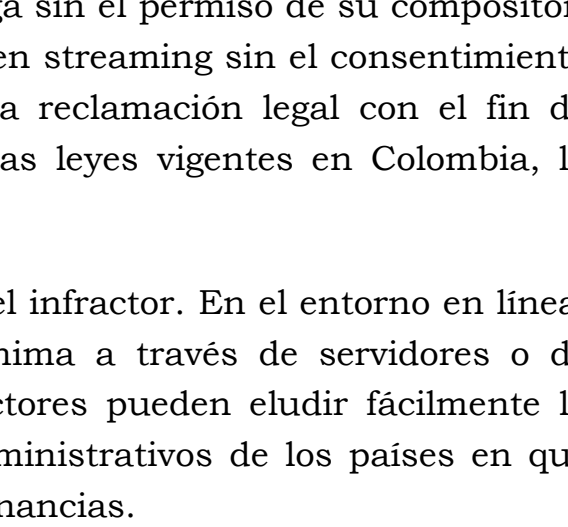 ga sin el permiso de su compositor
en streaming sin el consentimient
a reclamación legal con el fin d
as leyes vigentes en Colombia, l
el infractor. En el entorno en línea
nima a través de servidores o d
ctores pueden eludir fácilmente l
ministrativos de los países en qu
nancias.